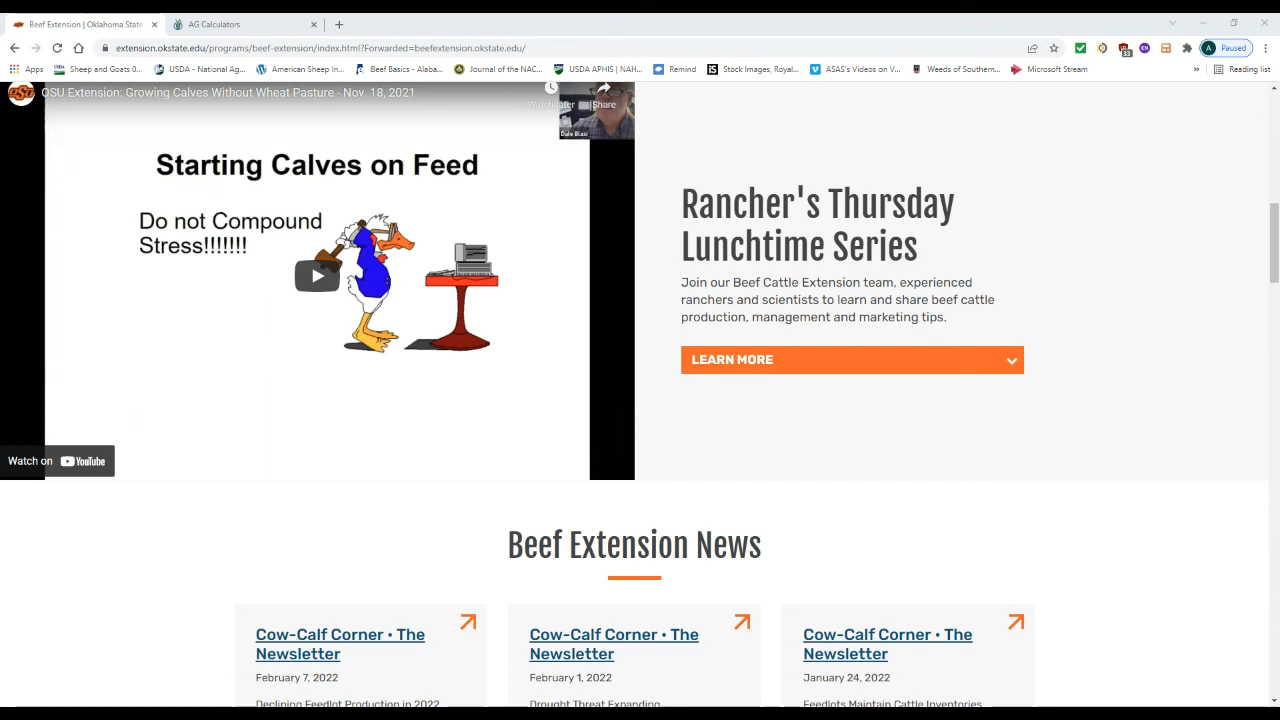 Beef Extension | Oklahoma State
AG Calculators
extension.okstate.edu/programs/beef-extension/index.html?Forwarded=beefextension.okstate.edu/
33
CN
A
Paused
Apps
Sheep and Goats 0...
USDA - National Ag...
American Sheep In...
Beef Basics - Alaba...
Journal of the NAC...
USDA APHIS | NAH...
Remind
Stock Images, Royal...
ASAS's Videos on V...
Weeds of Southern...
Microsoft Stream
»
Reading list
OSU Extension: Growing Calves Without Wheat Pasture - Nov. 18, 2021
Watch later
Share
Starting Calves on Feed
Do not Compound
Stress!!!!!!!
Watch on YouTube
Rancher's Thursday
Lunchtime Series
Join our Beef Cattle Extension team, experienced
ranchers and scientists to learn and share beef cattle
production, management and marketing tips.
LEARN MORE
Beef Extension News
Cow-Calf Corner • The
Newsletter
February 7, 2022
Declining Feedlot Production in 2022
Cow-Calf Corner • The
Newsletter
February 1, 2022
Drought Threat Expanding
Cow-Calf Corner • The
Newsletter
January 24, 2022
Feedlots Maintain Cattle Inventories